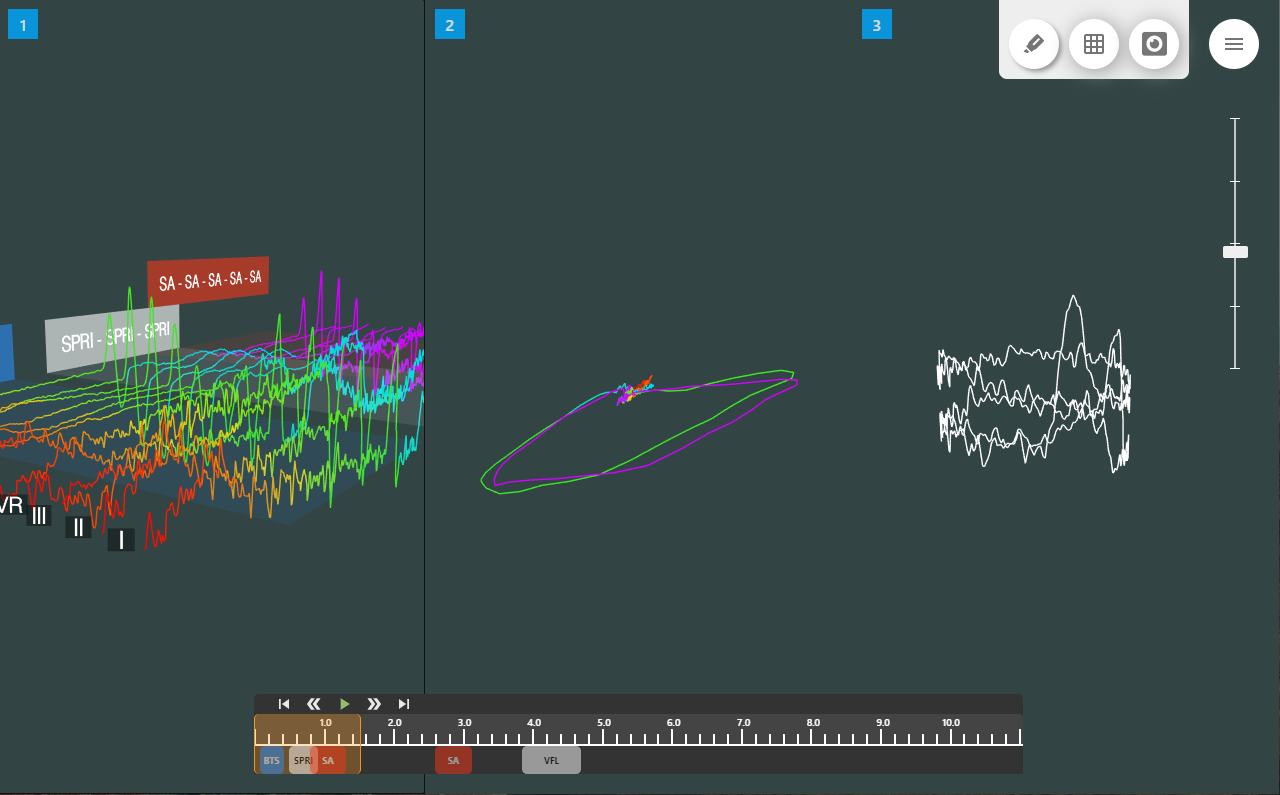 1
2
3
SA - SA - SA - SA - SA
SPRI - SPRI - SPRI
VR
III
II
I
1.0 2.0 3.0 4.0 5.0 6.0 7.0 8.0 9.0 10.0
BTS SPRI SA SA VFL